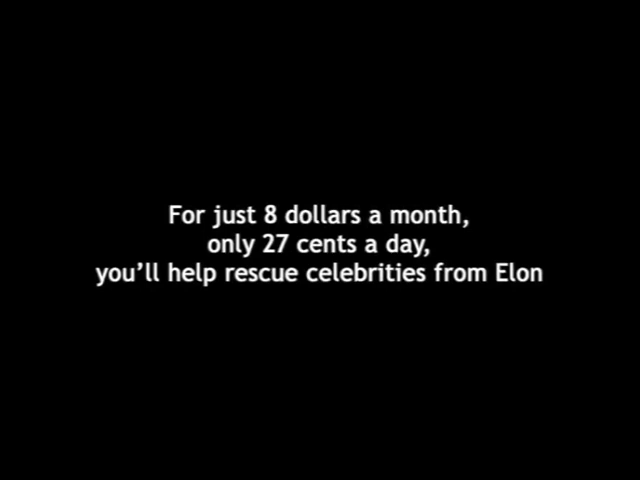 For just 8 dollars a month,
only 27 cents a day,
you’ll help rescue celebrities from Elon